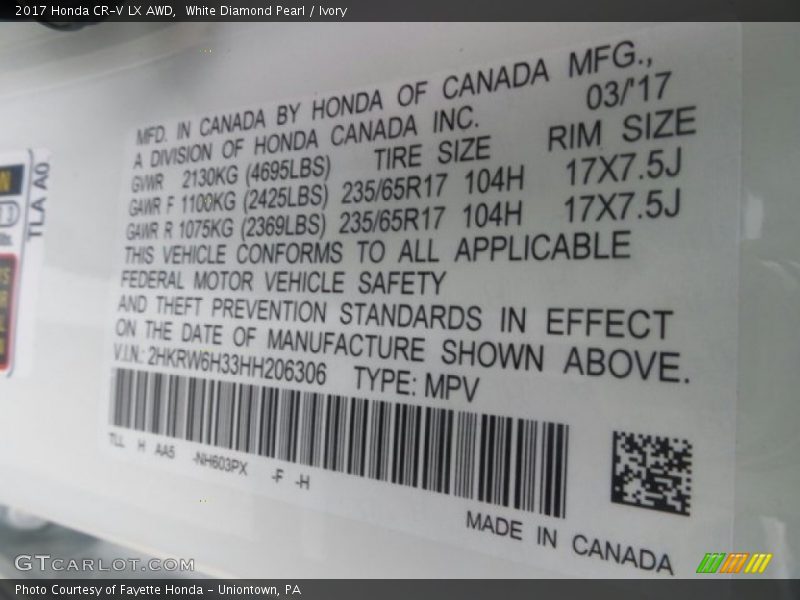 2017 Honda CR-V LX AWD,  White Diamond Pearl / Ivory
MFD. IN CANADA BY HONDA OF CANADA MFG.,
A DIVISION OF HONDA CANADA INC. 03/'17
GVWR 2130KG (4695LBS) TIRE SIZE RIM SIZE
GAWR F 1100KG (2425LBS) 235/65R17 104H 17X7.5J
GAWR R 1075KG (2369LBS) 235/65R17 104H 17X7.5J
THIS VEHICLE CONFORMS TO ALL APPLICABLE
FEDERAL MOTOR VEHICLE SAFETY
AND THEFT PREVENTION STANDARDS IN EFFECT
ON THE DATE OF MANUFACTURE SHOWN ABOVE.
V.I.N.: 2HKRW6H33HH206306 TYPE: MPV
TLL H AA5 -NH603PX -F -H
MADE IN CANADA
TLA A0
GTCARLOT.COM
Photo Courtesy of Fayette Honda - Uniontown, PA